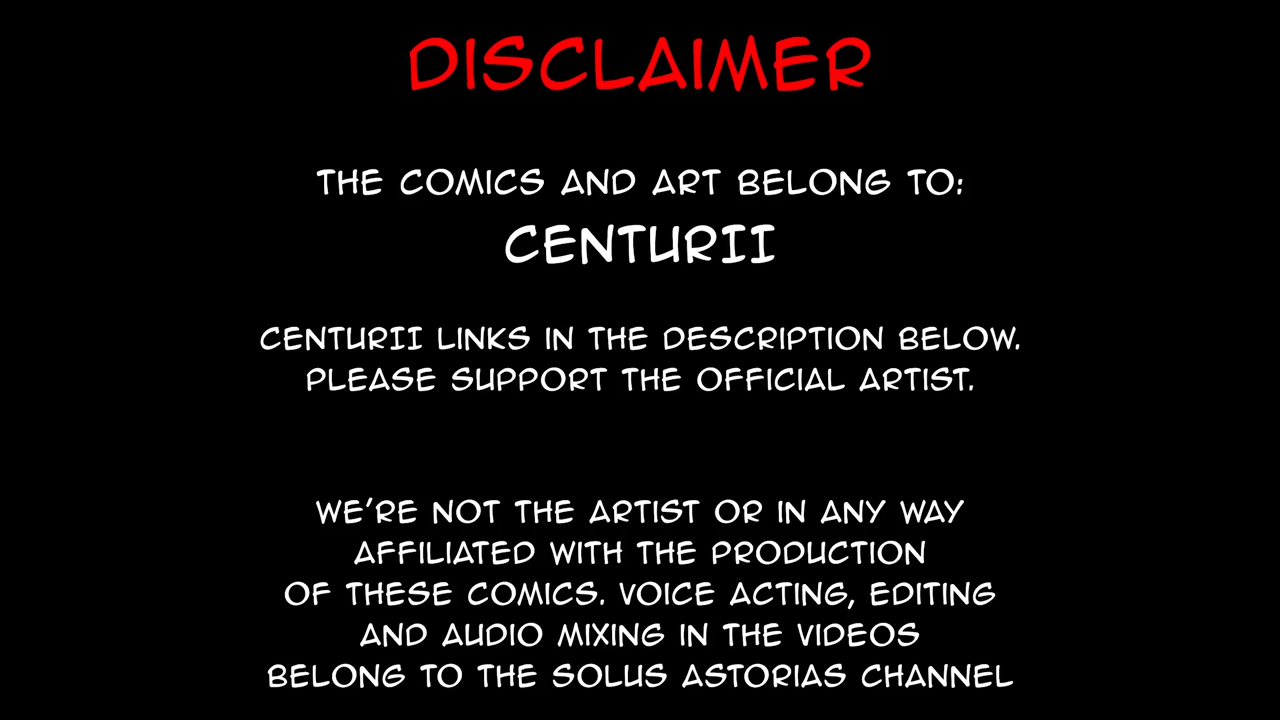 DISCLAIMER
THE COMICS AND ART BELONG TO:
CENTURII
CENTURII LINKS IN THE DESCRIPTION BELOW.
PLEASE SUPPORT THE OFFICIAL ARTIST.
WE'RE NOT THE ARTIST OR IN ANY WAY
AFFILIATED WITH THE PRODUCTION
OF THESE COMICS. VOICE ACTING, EDITING
AND AUDIO MIXING IN THE VIDEOS
BELONG TO THE SOLUS ASTORIAS CHANNEL